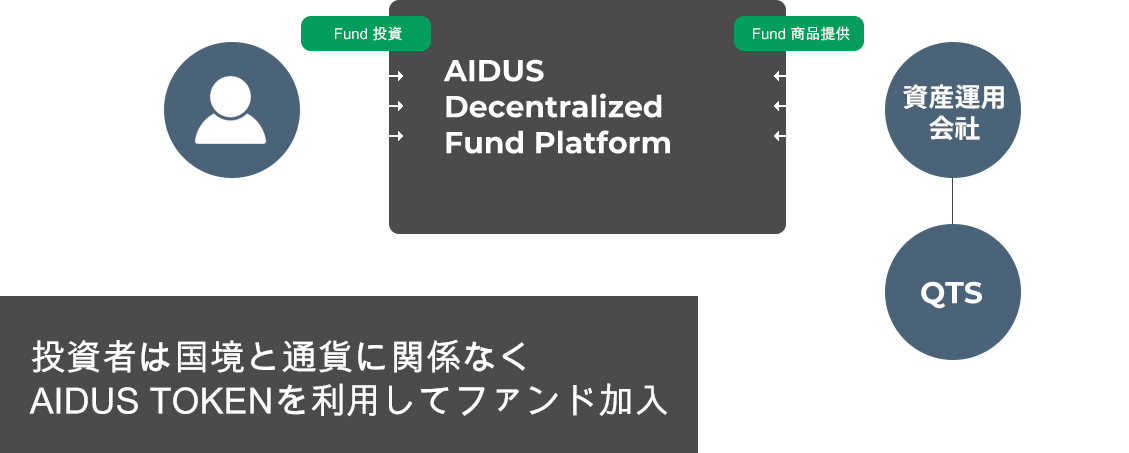 Fund 投資
Fund 商品提供
AIDUS
Decentralized
Fund Platform
資産運用
会社
QTS
投資者は国境と通貨に関係なく
AIDUS TOKENを利用してファンド加入